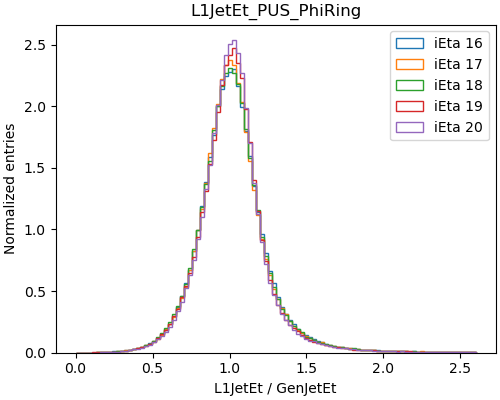 L1JetEt_PUS_PhiRing
iEta 16
iEta 17
iEta 18
iEta 19
iEta 20
Normalized entries
2.5
2.0
1.5
1.0
0.5
0.0
0.0 0.5 1.0 1.5 2.0 2.5
L1JetEt / GenJetEt